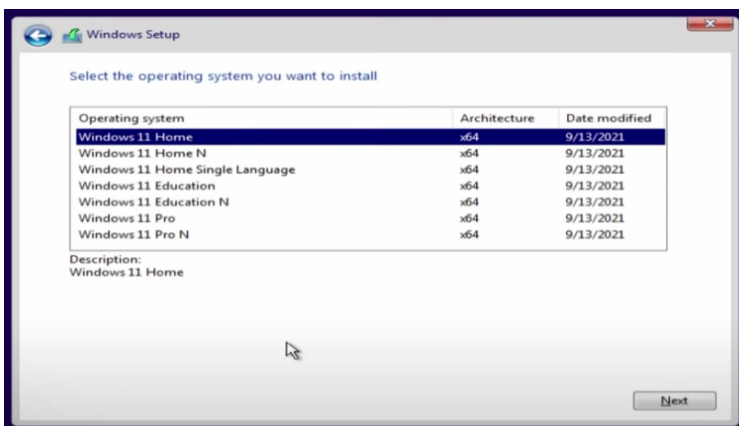 Windows Setup
Select the operating system you want to install
Operating system Architecture Date modified
Windows 11 Home x64 9/13/2021
Windows 11 Home N x64 9/13/2021
Windows 11 Home Single Language x64 9/13/2021
Windows 11 Education x64 9/13/2021
Windows 11 Education N x64 9/13/2021
Windows 11 Pro x64 9/13/2021
Windows 11 Pro N x64 9/13/2021
Description:
Windows 11 Home
Next